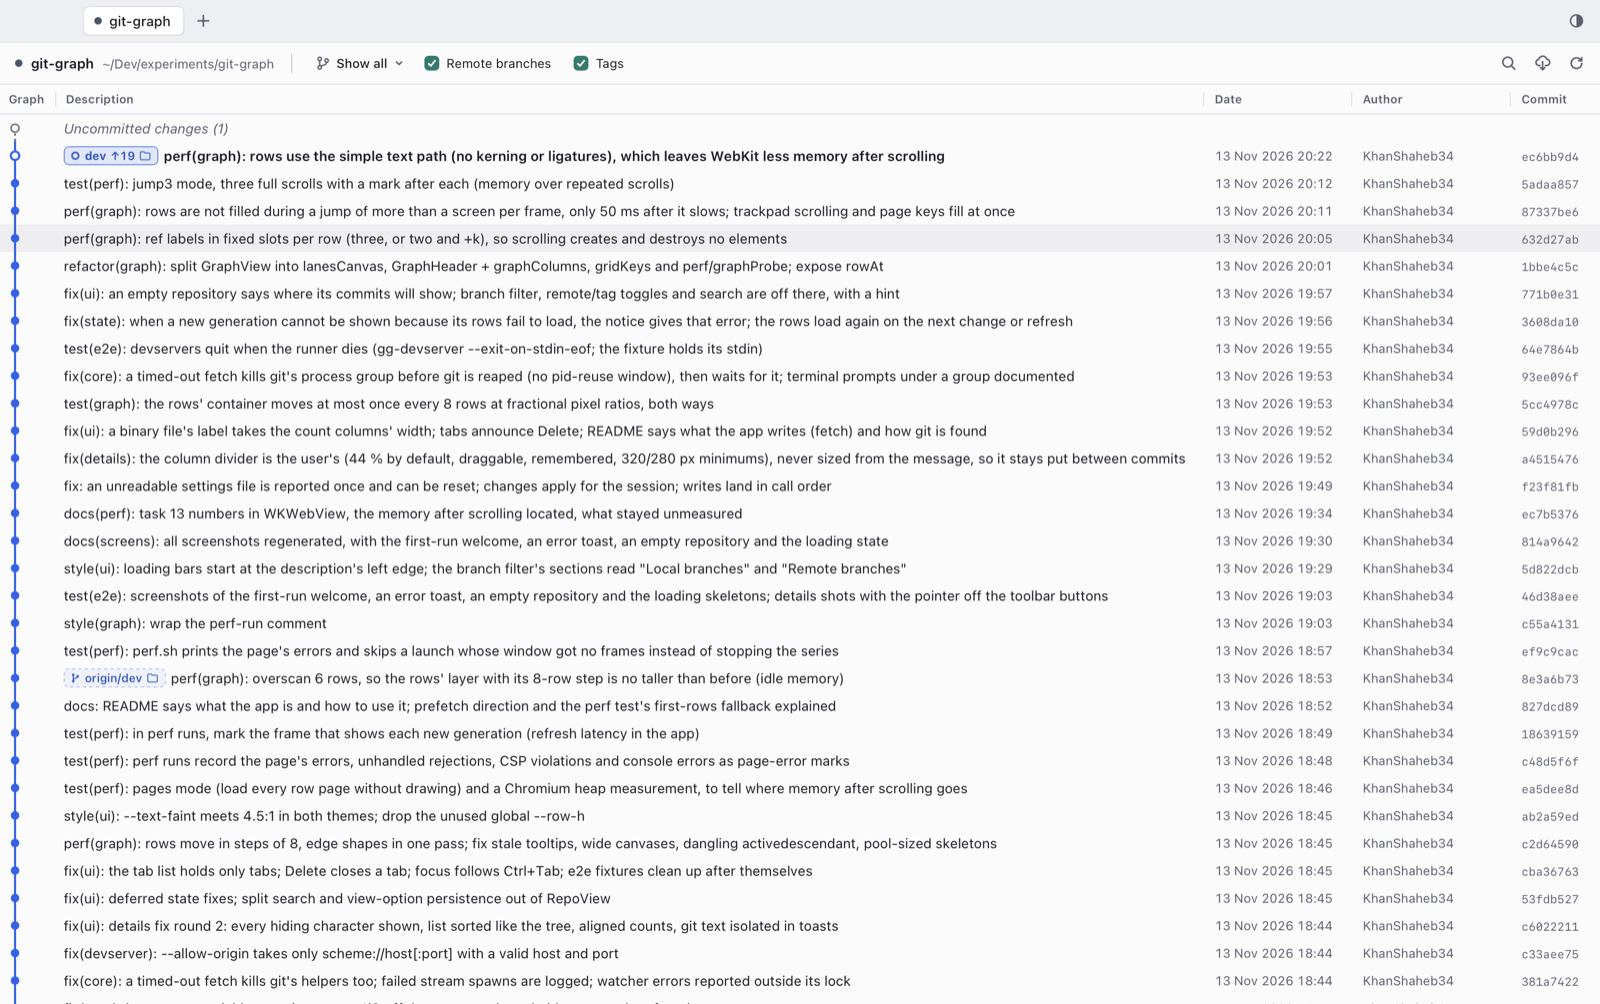 git-graph
git-graph ~/Dev/experiments/git-graph Show all Remote branches Tags
Graph Description Date Author Commit
Uncommitted changes (1)
dev ↑19 perf(graph): rows use the simple text path (no kerning or ligatures), which leaves WebKit less memory after scrolling 13 Nov 2026 20:22 KhanShaheb34 ec6bb9d4
test(perf): jump3 mode, three full scrolls with a mark after each (memory over repeated scrolls) 13 Nov 2026 20:12 KhanShaheb34 5adaa857
perf(graph): rows are not filled during a jump of more than a screen per frame, only 50 ms after it slows; trackpad scrolling and page keys fill at once 13 Nov 2026 20:11 KhanShaheb34 87337be6
perf(graph): ref labels in fixed slots per row (three, or two and +k), so scrolling creates and destroys no elements 13 Nov 2026 20:05 KhanShaheb34 632d27ab
refactor(graph): split GraphView into lanesCanvas, GraphHeader + graphColumns, gridKeys and perf/graphProbe; expose rowAt 13 Nov 2026 20:01 KhanShaheb34 1bbe4c5c
fix(ui): an empty repository says where its commits will show; branch filter, remote/tag toggles and search are off there, with a hint 13 Nov 2026 19:57 KhanShaheb34 771b0e31
fix(state): when a new generation cannot be shown because its rows fail to load, the notice gives that error; the rows load again on the next change or refresh 13 Nov 2026 19:56 KhanShaheb34 3608da10
test(e2e): devservers quit when the runner dies (gg-devserver --exit-on-stdin-eof; the fixture holds its stdin) 13 Nov 2026 19:55 KhanShaheb34 64e7864b
fix(core): a timed-out fetch kills git's process group before git is reaped (no pid-reuse window), then waits for it; terminal prompts under a group documented 13 Nov 2026 19:53 KhanShaheb34 93ee096f
test(graph): the rows' container moves at most once every 8 rows at fractional pixel ratios, both ways 13 Nov 2026 19:53 KhanShaheb34 5cc4978c
fix(ui): a binary file's label takes the count columns' width; tabs announce Delete; README says what the app writes (fetch) and how git is found 13 Nov 2026 19:52 KhanShaheb34 59d0b296
fix(details): the column divider is the user's (44 % by default, draggable, remembered, 320/280 px minimums), never sized from the message, so it stays put between commits 13 Nov 2026 19:52 KhanShaheb34 a4515476
fix: an unreadable settings file is reported once and can be reset; changes apply for the session; writes land in call order 13 Nov 2026 19:49 KhanShaheb34 f23f81fb
docs(perf): task 13 numbers in WKWebView, the memory after scrolling located, what stayed unmeasured 13 Nov 2026 19:34 KhanShaheb34 ec7b5376
docs(screens): all screenshots regenerated, with the first-run welcome, an error toast, an empty repository and the loading state 13 Nov 2026 19:30 KhanShaheb34 814a9642
style(ui): loading bars start at the description's left edge; the branch filter's sections read "Local branches" and "Remote branches" 13 Nov 2026 19:29 KhanShaheb34 5d822dcb
test(e2e): screenshots of the first-run welcome, an error toast, an empty repository and the loading skeletons; details shots with the pointer off the toolbar buttons 13 Nov 2026 19:03 KhanShaheb34 46d38aee
style(graph): wrap the perf-run comment 13 Nov 2026 19:03 KhanShaheb34 c55a4131
test(perf): perf.sh prints the page's errors and skips a launch whose window got no frames instead of stopping the series 13 Nov 2026 18:57 KhanShaheb34 ef9c9cac
origin/dev perf(graph): overscan 6 rows, so the rows' layer with its 8-row step is no taller than before (idle memory) 13 Nov 2026 18:53 KhanShaheb34 8e3a6b73
docs: README says what the app is and how to use it; prefetch direction and the perf test's first-rows fallback explained 13 Nov 2026 18:52 KhanShaheb34 827dcd89
test(perf): in perf runs, mark the frame that shows each new generation (refresh latency in the app) 13 Nov 2026 18:49 KhanShaheb34 18639159
test(perf): perf runs record the page's errors, unhandled rejections, CSP violations and console errors as page-error marks 13 Nov 2026 18:48 KhanShaheb34 c48d5f6f
test(perf): pages mode (load every row page without drawing) and a Chromium heap measurement, to tell where memory after scrolling goes 13 Nov 2026 18:46 KhanShaheb34 ea5dee8d
style(ui): --text-faint meets 4.5:1 in both themes; drop the unused global --row-h 13 Nov 2026 18:45 KhanShaheb34 ab2a59ed
perf(graph): rows move in steps of 8, edge shapes in one pass; fix stale tooltips, wide canvases, dangling activedescendant, pool-sized skeletons 13 Nov 2026 18:45 KhanShaheb34 c2d64590
fix(ui): the tab list holds only tabs; Delete closes a tab; focus follows Ctrl+Tab; e2e fixtures clean up after themselves 13 Nov 2026 18:45 KhanShaheb34 cba36763
fix(ui): deferred state fixes; split search and view-option persistence out of RepoView 13 Nov 2026 18:45 KhanShaheb34 53fdb527
fix(ui): details fix round 2: every hiding character shown, list sorted like the tree, aligned counts, git text isolated in toasts 13 Nov 2026 18:44 KhanShaheb34 c6022211
fix(devserver): --allow-origin takes only scheme://host[:port] with a valid host and port 13 Nov 2026 18:44 KhanShaheb34 c33aee75
fix(core): a timed-out fetch kills git's helpers too; failed stream spawns are logged; watcher errors reported outside its lock 13 Nov 2026 18:44 KhanShaheb34 381a7422